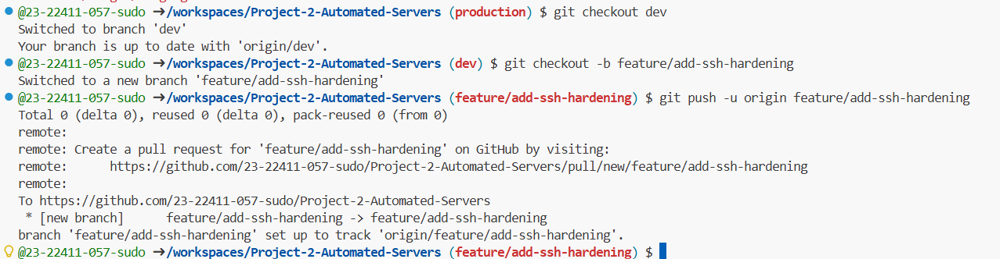 @23-22411-057-sudo ➜/workspaces/Project-2-Automated-Servers (production) $ git checkout dev
Switched to branch 'dev'
Your branch is up to date with 'origin/dev'.
@23-22411-057-sudo ➜/workspaces/Project-2-Automated-Servers (dev) $ git checkout -b feature/add-ssh-hardening
Switched to a new branch 'feature/add-ssh-hardening'
@23-22411-057-sudo ➜/workspaces/Project-2-Automated-Servers (feature/add-ssh-hardening) $ git push -u origin feature/add-ssh-hardening
Total 0 (delta 0), reused 0 (delta 0), pack-reused 0 (from 0)
remote:
remote: Create a pull request for 'feature/add-ssh-hardening' on GitHub by visiting:
remote:      https://github.com/23-22411-057-sudo/Project-2-Automated-Servers/pull/new/feature/add-ssh-hardening
remote:
To https://github.com/23-22411-057-sudo/Project-2-Automated-Servers
 * [new branch]      feature/add-ssh-hardening -> feature/add-ssh-hardening
branch 'feature/add-ssh-hardening' set up to track 'origin/feature/add-ssh-hardening'.
@23-22411-057-sudo ➜/workspaces/Project-2-Automated-Servers (feature/add-ssh-hardening) $